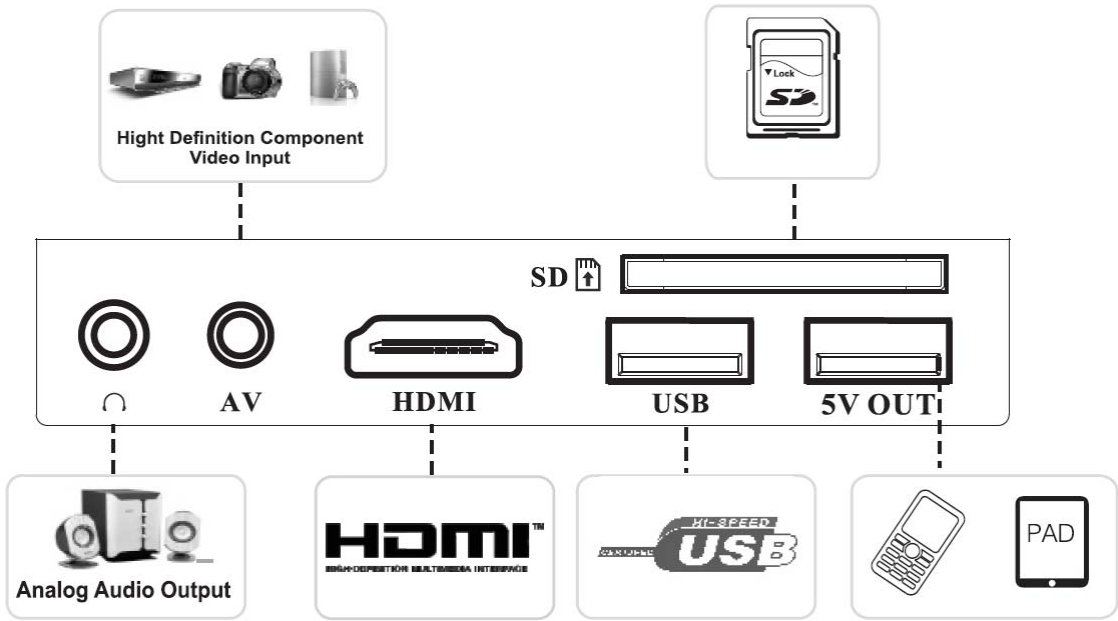 Hight Definition Component
Video Input
Lock
SD
SD
AV
HDMI
USB
5V OUT
Analog Audio Output
HDMI™
HI-SPEED
USB
PAD